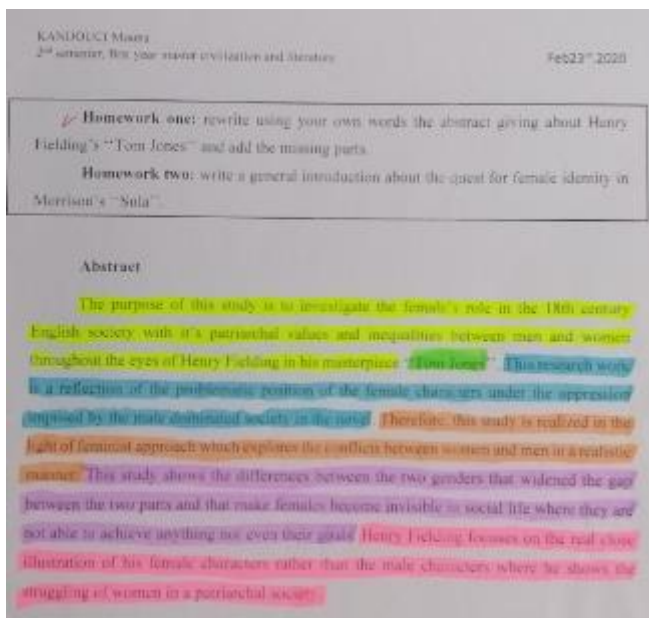 KANDOUCI Mounia
2nd semester, first year master civilization and literature
Feb23rd 2020
Homework one: rewrite using your own words the abstract giving about Henry
Fielding's "Tom Jones" and add the missing parts.
Homework two: write a general introduction about the quest for female identity in
Morrison's "Sula".
Abstract
The purpose of this study is to investigate the female's role in the 18th century
English society with it's patriarchal values and inequalities between men and women
throughout the eyes of Henry Fielding in his masterpiece "Tom Jones". This research work
is a reflection of the problematic position of the female characters under the oppression
imposed by the male dominated society in the novel. Therefore, this study is realized in the
light of feminist approach which explores the conflicts between women and men in a realistic
manner. This study shows the differences between the two genders that widened the gap
between the two parts and that make females become invisible in social life where they are
not able to achieve anything not even their goals. Henry Fielding focuses on the real close
illustration of his female characters rather than the male characters where he shows the
struggling of women in a patriarchal society.